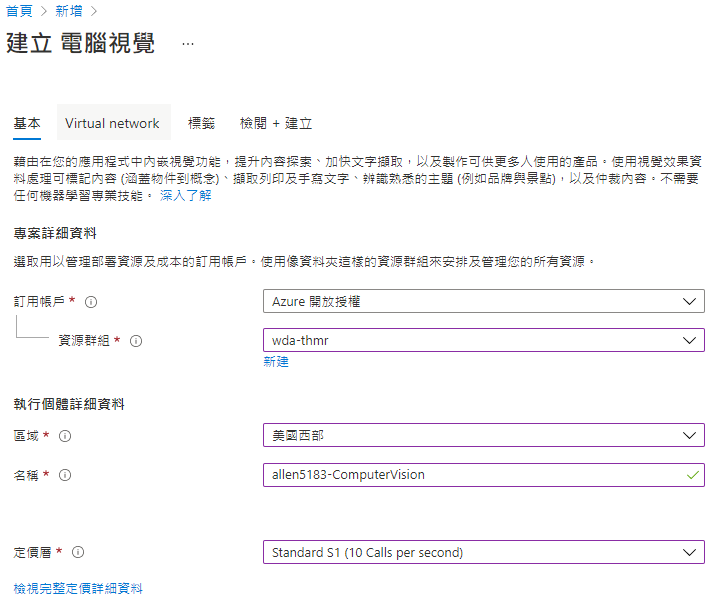 首頁 > 新增 >
建立 電腦視覺 ...
基本 Virtual network 標籤 檢閱 + 建立
藉由在您的應用程式中內嵌視覺功能，提升內容探索、加快文字擷取，以及製作可供更多人使用的產品。使用視覺效果資
料處理可標記內容 (涵蓋物件到概念)、擷取列印及手寫文字、辨識熟悉的主題 (例如品牌與景點)，以及仲裁內容。不需要
任何機器學習專業技能。 深入了解
專案詳細資料
選取用以管理部署資源及成本的訂用帳戶。使用像資料夾這樣的資源群組來安排及管理您的所有資源。
訂用帳戶 * Azure 開放授權
資源群組 * wda-thmr
新建
執行個體詳細資料
區域 * 美國西部
名稱 * allen5183-ComputerVision
定價層 * Standard S1 (10 Calls per second)
檢視完整定價詳細資料